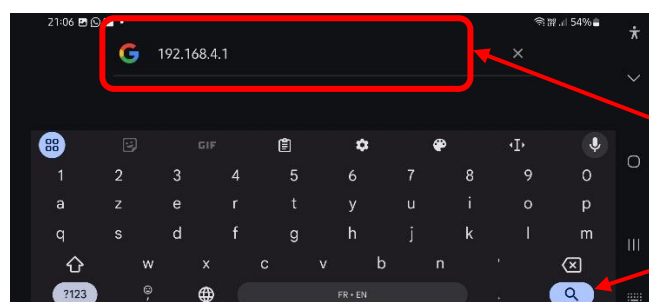 21:06 54%
G 192.168.4.1
GIF
1 2 3 4 5 6 7 8 9 0
a z e r t y u i o p
q s d f g h j k l m
w x c v b n '
?123 , FR • EN .